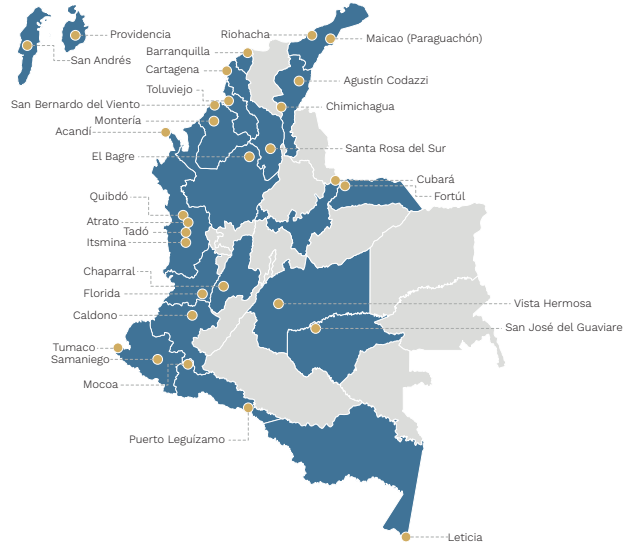 Providencia
San Andrés
Riohacha
Maicao (Paraguachón)
Barranquilla
Cartagena
Agustín Codazzi
Toluviejo
San Bernardo del Viento
Chimichagua
Montería
Acandí
El Bagre
Santa Rosa del Sur
Cubará
Fortúl
Quibdó
Atrato
Tadó
Itsmina
Chaparral
Florida
Vista Hermosa
Caldono
San José del Guaviare
Tumaco
Samaniego
Mocoa
Puerto Leguízamo
Leticia